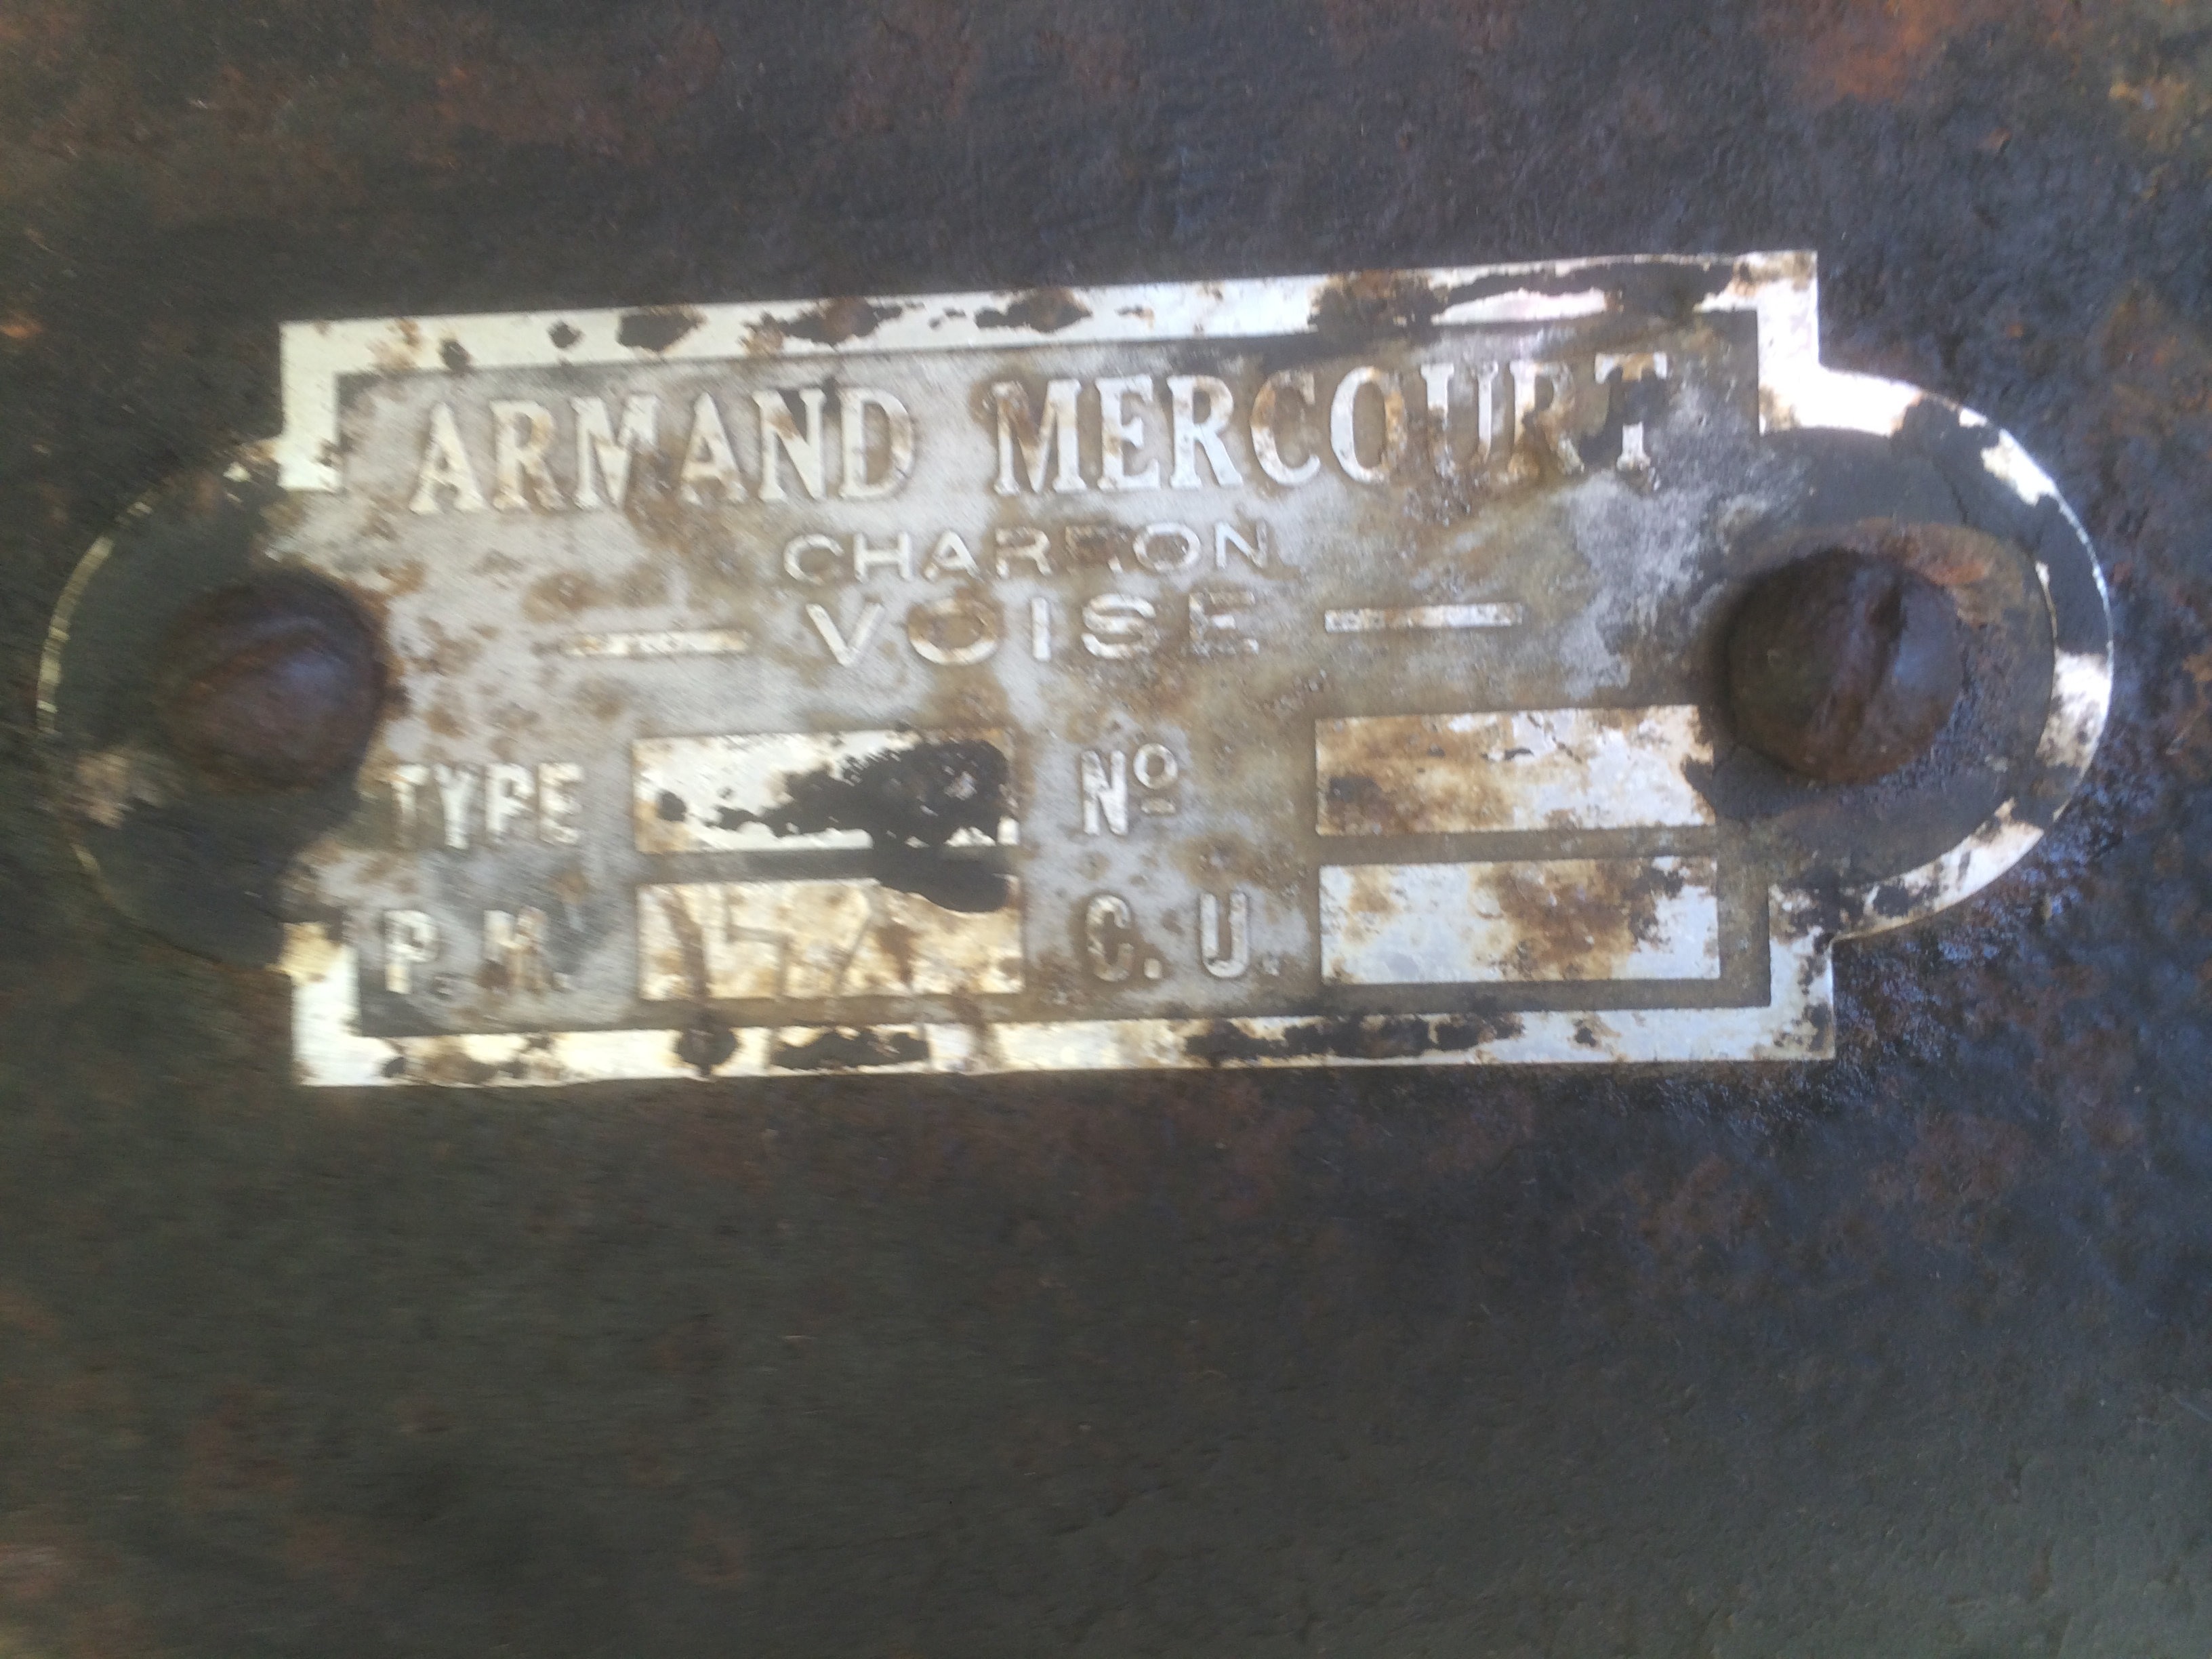 ARMAND MERCOURT
CHARRON
— VOISE —
TYPE Nº
P.M. C.U.